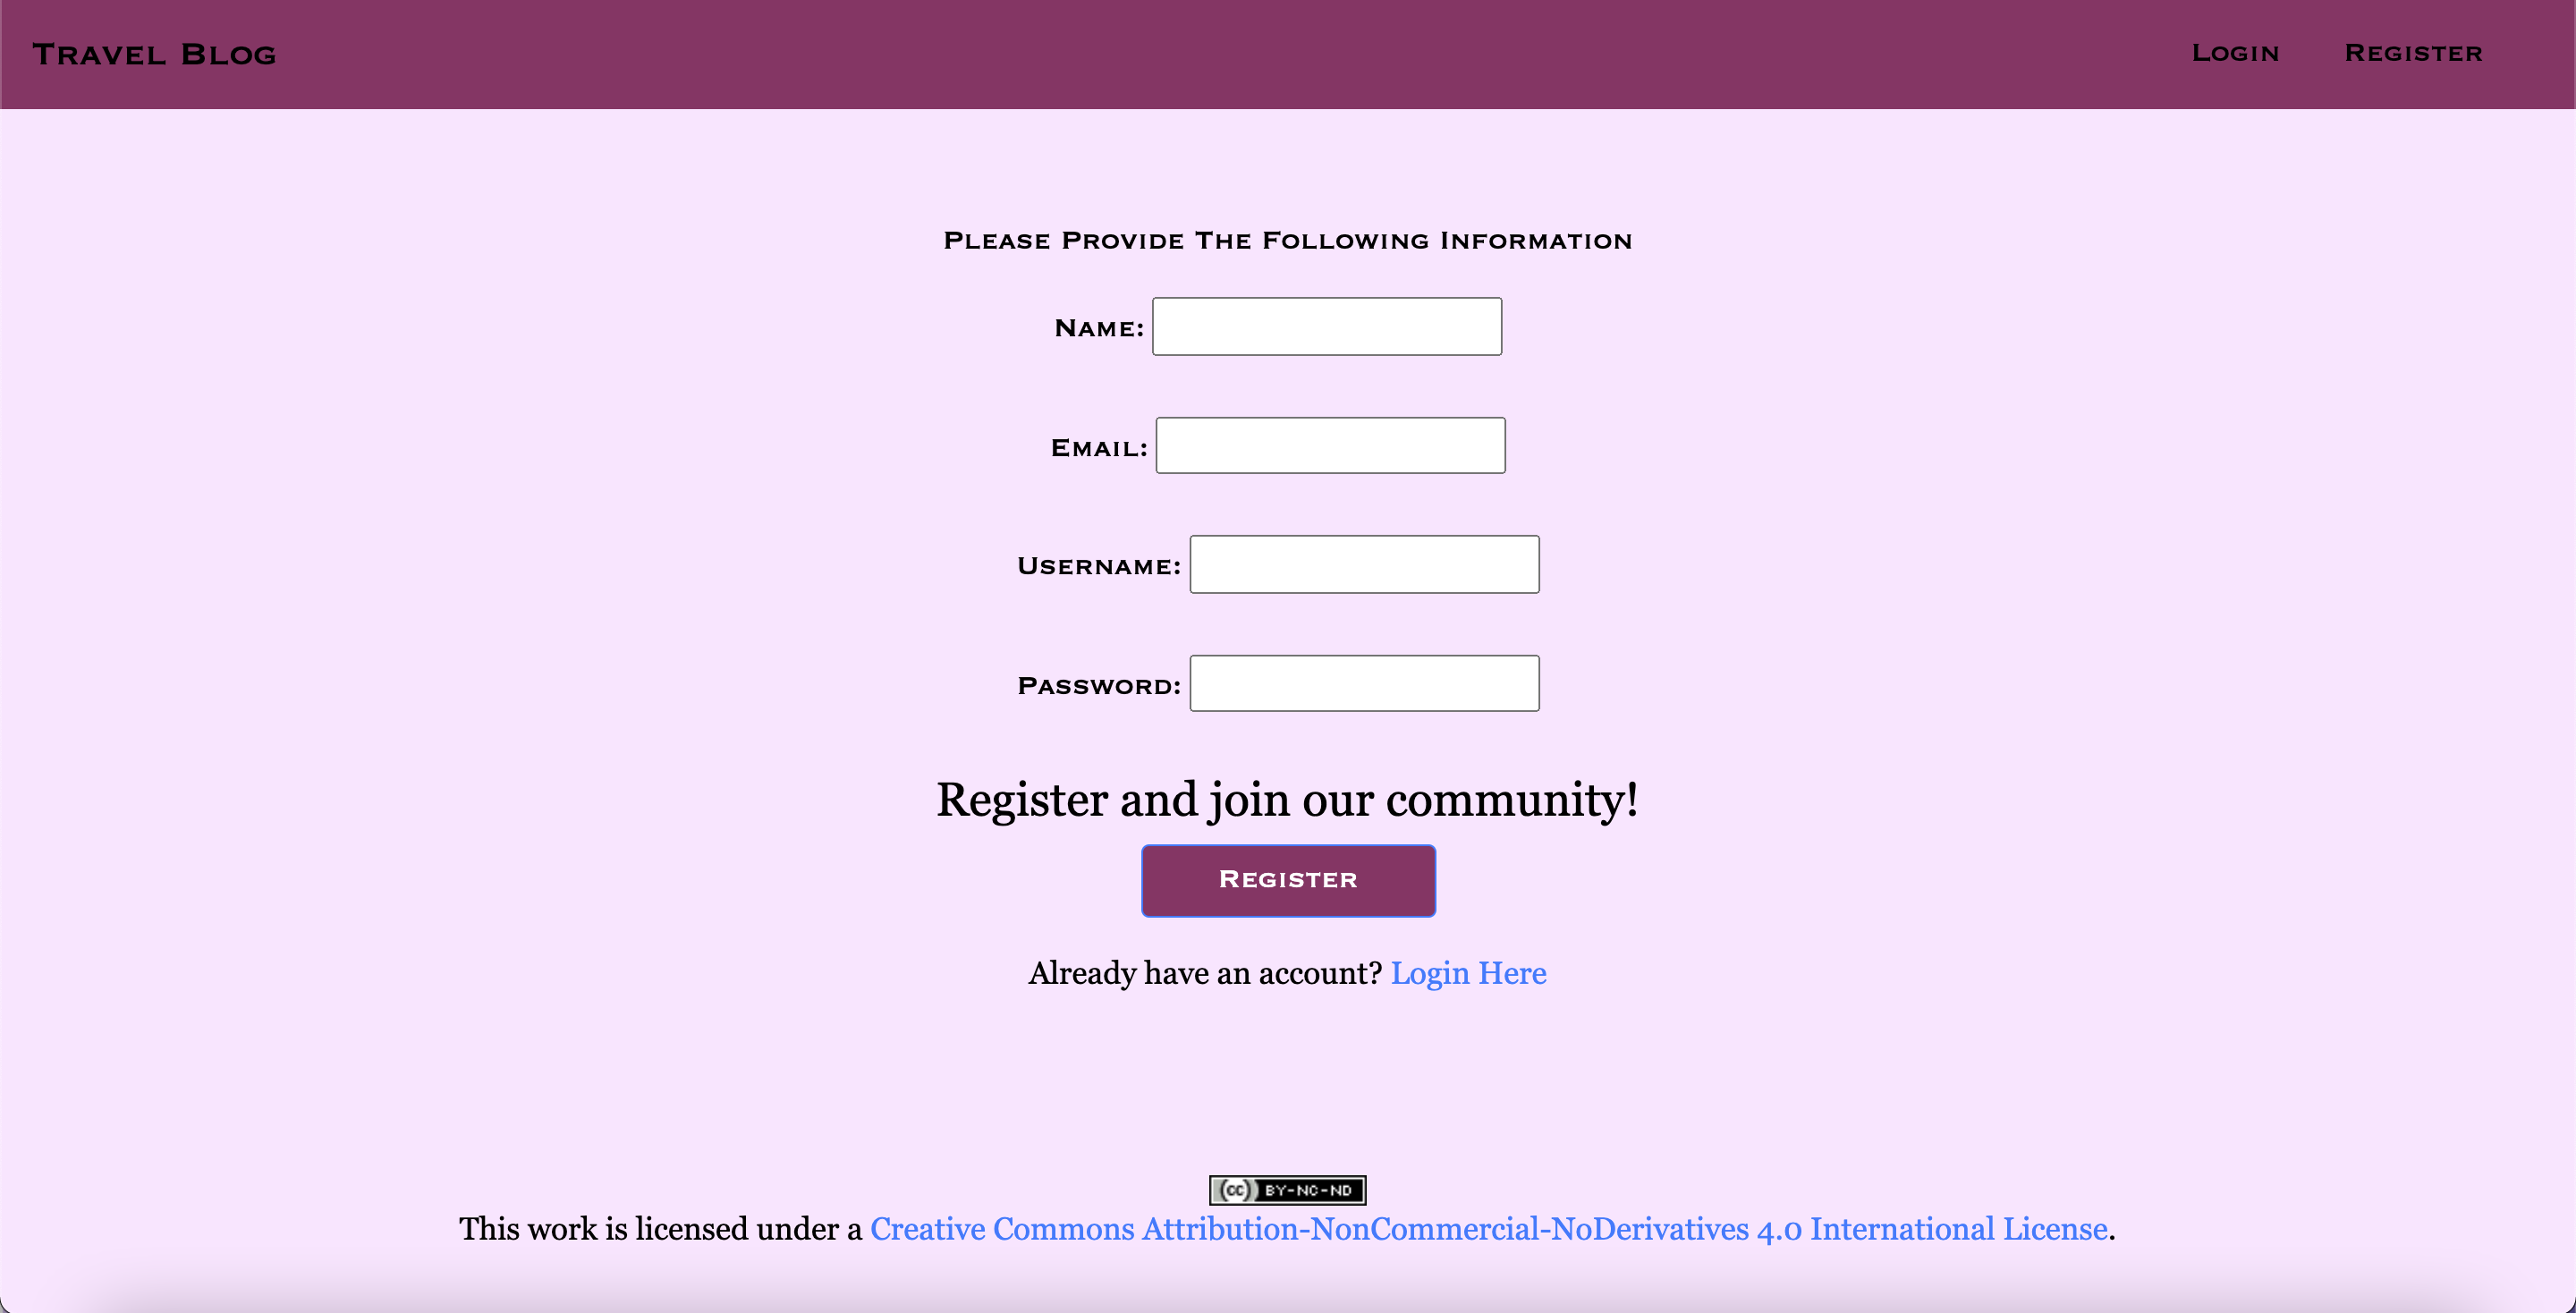 Travel Blog
Login
Register
Please Provide The Following Information
Name:
Email:
Username:
Password:
Register and join our community!
Register
Already have an account? Login Here
(cc) BY-NC-ND
This work is licensed under a Creative Commons Attribution-NonCommercial-NoDerivatives 4.0 International License.